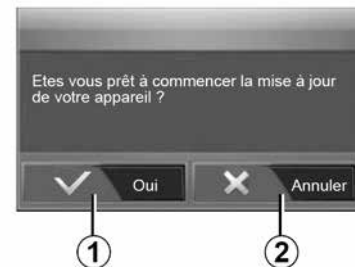 Etes vous prêt à commencer la mise à jour
de votre appareil ?
Oui
Annuler
1
2